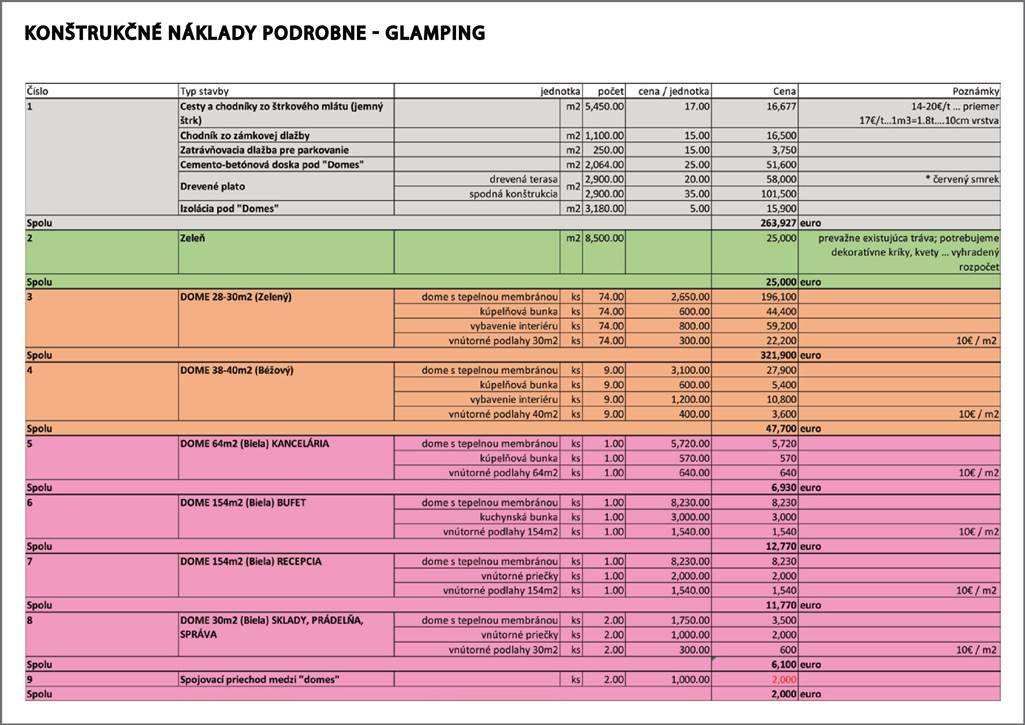 KONŠTRUKČNÉ NÁKLADY PODROBNE - GLAMPING
Číslo Typ stavby jednotka počet cena / jednotka Cena Poznámky
1 Cesty a chodníky zo štrkového mlátu (jemný m2 5,450.00 17.00 16,677 14-20€/t ... priemer
štrk) 17€/t...1m3=1.8t....10cm vrstva
Chodník zo zámkovej dlažby m2 1,100.00 15.00 16,500
Zatrávňovacia dlažba pre parkovanie m2 250.00 15.00 3,750
Cemento-betónová doska pod "Domes" m2 2,064.00 25.00 51,600
Drevené plato drevená terasa m2 2,900.00 20.00 58,000 * červený smrek
spodná konštrukcia 2,900.00 35.00 101,500
Izolácia pod "Domes" m2 3,180.00 5.00 15,900
Spolu 263,927 euro
2 Zeleň m2 8,500.00 25,000 prevažne existujúca tráva; potrebujeme
dekoratívne kríky, kvety ... vyhradený
rozpočet
Spolu 25,000 euro
3 DOME 28-30m2 (Zelený) dome s tepelnou membránou ks 74.00 2,650.00 196,100
kúpelňová bunka ks 74.00 600.00 44,400
vybavenie interiéru ks 74.00 800.00 59,200
vnútorné podlahy 30m2 ks 74.00 300.00 22,200 10€ / m2
Spolu 321,900 euro
4 DOME 38-40m2 (Béžový) dome s tepelnou membránou ks 9.00 3,100.00 27,900
kúpelňová bunka ks 9.00 600.00 5,400
vybavenie interiéru ks 9.00 1,200.00 10,800
vnútorné podlahy 40m2 ks 9.00 400.00 3,600 10€ / m2
Spolu 47,700 euro
5 DOME 64m2 (Biela) KANCELÁRIA dome s tepelnou membránou ks 1.00 5,720.00 5,720
kúpelňová bunka ks 1.00 570.00 570
vnútorné podlahy 64m2 ks 1.00 640.00 640 10€ / m2
Spolu 6,930 euro
6 DOME 154m2 (Biela) BUFET dome s tepelnou membránou ks 1.00 8,230.00 8,230
kuchynská bunka ks 1.00 3,000.00 3,000
vnútorné podlahy 154m2 ks 1.00 1,540.00 1,540 10€ / m2
Spolu 12,770 euro
7 DOME 154m2 (Biela) RECEPCIA dome s tepelnou membránou ks 1.00 8,230.00 8,230
vnútorné priečky ks 1.00 2,000.00 2,000
vnútorné podlahy 154m2 ks 1.00 1,540.00 1,540 10€ / m2
Spolu 11,770 euro
8 DOME 30m2 (Biela) SKLADY, PRÁDELŇA, dome s tepelnou membránou ks 2.00 1,750.00 3,500
SPRÁVA vnútorné priečky ks 2.00 1,000.00 2,000
vnútorné podlahy 30m2 ks 2.00 300.00 600 10€ / m2
Spolu 6,100 euro
9 Spojovací priechod medzi "domes" ks 2.00 1,000.00 2,000
Spolu 2,000 euro